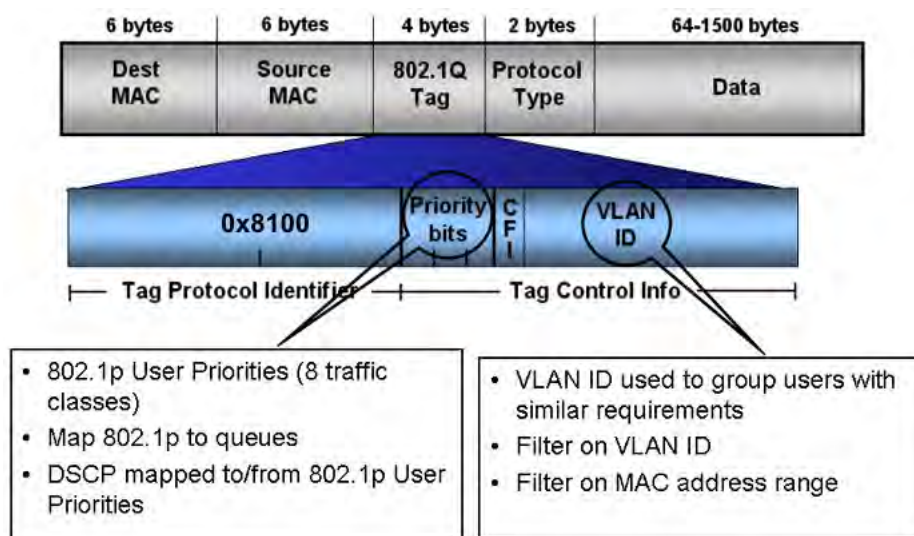 6 bytes 6 bytes 4 bytes 2 bytes 64-1500 bytes
Dest MAC Source MAC 802.1Q Tag Protocol Type Data
0x8100 Priority bits CFI VLAN ID
Tag Protocol Identifier Tag Control Info
• 802.1p User Priorities (8 traffic
classes)
• Map 802.1p to queues
• DSCP mapped to/from 802.1p User
Priorities
• VLAN ID used to group users with
similar requirements
• Filter on VLAN ID
• Filter on MAC address range